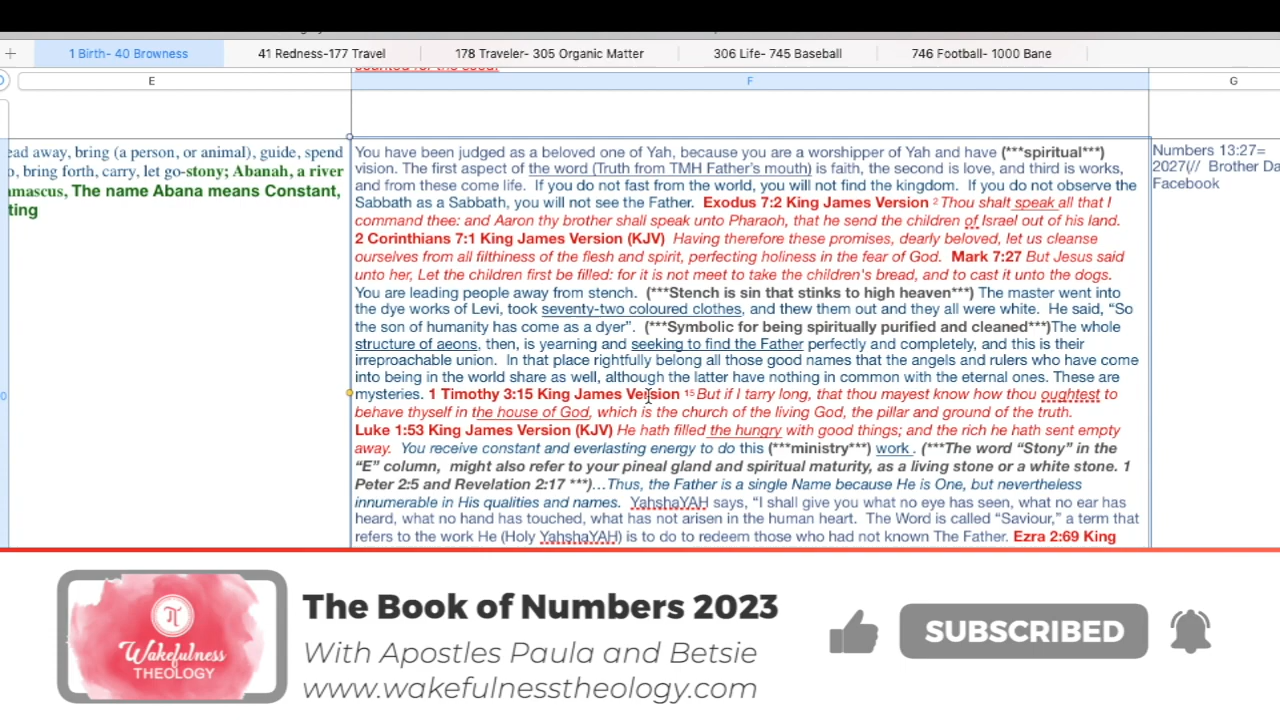 1 Birth- 40 Browness
41 Redness-177 Travel
178 Traveler- 305 Organic Matter
306 Life- 745 Baseball
746 Football- 1000 Bane
E
F
G
ead away, bring (a person, or animal), guide, spend
o, bring forth, carry, let go-stony; Abanah, a river
amascus, The name Abana means Constant,
ting
You have been judged as a beloved one of Yah, because you are a worshipper of Yah and have (***spiritual***)
vision. The first aspect of the word (Truth from TMH Father's mouth) is faith, the second is love, and third is works,
and from these come life. If you do not fast from the world, you will not find the kingdom. If you do not observe the
Sabbath as a Sabbath, you will not see the Father. Exodus 7:2 King James Version 2 Thou shalt speak all that I
command thee: and Aaron thy brother shall speak unto Pharaoh, that he send the children of Israel out of his land.
2 Corinthians 7:1 King James Version (KJV) Having therefore these promises, dearly beloved, let us cleanse
ourselves from all filthiness of the flesh and spirit, perfecting holiness in the fear of God. Mark 7:27 But Jesus said
unto her, Let the children first be filled: for it is not meet to take the children's bread, and to cast it unto the dogs.
You are leading people away from stench. (***Stench is sin that stinks to high heaven***) The master went into
the dye works of Levi, took seventy-two coloured clothes, and thew them out and they all were white. He said, "So
the son of humanity has come as a dyer". (***Symbolic for being spiritually purified and cleaned***)The whole
structure of aeons, then, is yearning and seeking to find the Father perfectly and completely, and this is their
irreproachable union. In that place rightfully belong all those good names that the angels and rulers who have come
into being in the world share as well, although the latter have nothing in common with the eternal ones. These are
mysteries. 1 Timothy 3:15 King James Version 15 But if I tarry long, that thou mayest know how thou oughtest to
behave thyself in the house of God, which is the church of the living God, the pillar and ground of the truth.
Luke 1:53 King James Version (KJV) He hath filled the hungry with good things; and the rich he hath sent empty
away. You receive constant and everlasting energy to do this (***ministry***) work . (***The word "Stony" in the
"E" column, might also refer to your pineal gland and spiritual maturity, as a living stone or a white stone. 1
Peter 2:5 and Revelation 2:17 ***)…Thus, the Father is a single Name because He is One, but nevertheless
innumerable in His qualities and names. YahshaYAH says, "I shall give you what no eye has seen, what no ear has
heard, what no hand has touched, what has not arisen in the human heart. The Word is called "Saviour," a term that
refers to the work He (Holy YahshaYAH) is to do to redeem those who had not known The Father. Ezra 2:69 King
Numbers 13:27=
2027(// Brother Da
Facebook
Wakefulness
THEOLOGY
The Book of Numbers 2023
With Apostles Paula and Betsie
www.wakefulnesstheology.com
SUBSCRIBED